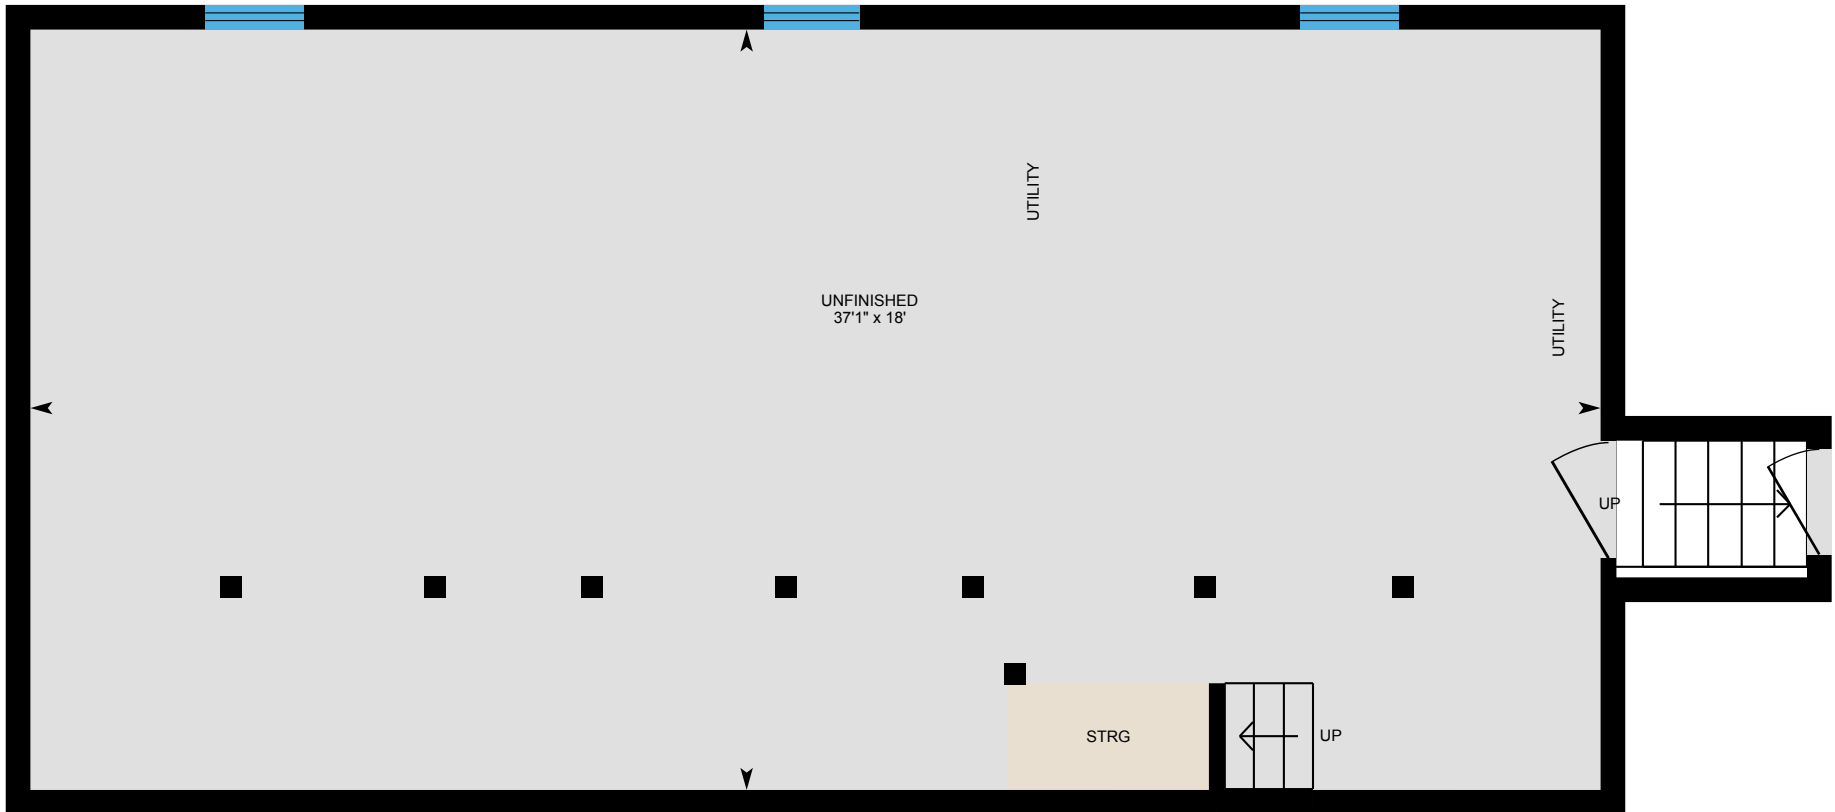 UTILITY
UNFINISHED
37'1" x 18'
UTILITY
UP
STRG
UP